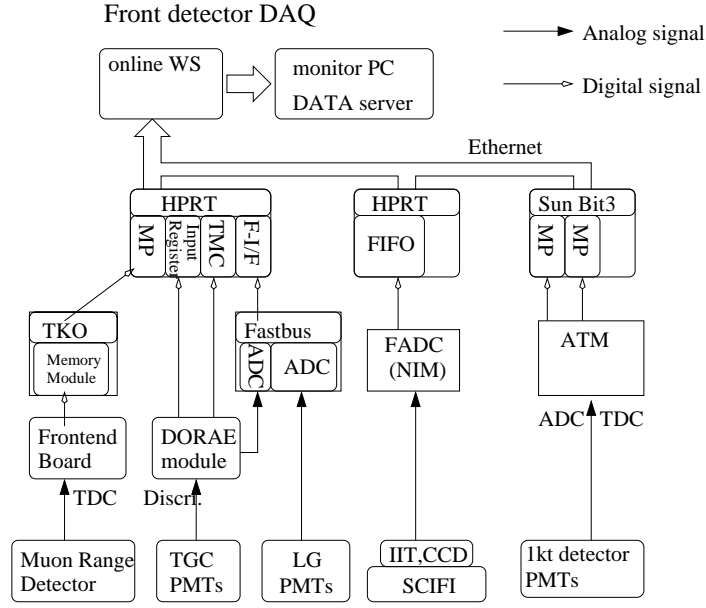 Front detector DAQ
Analog signal
Digital signal
online WS
monitor PC
DATA server
Ethernet
HPRT
MP
Input
Register
TMC
F-I/F
HPRT
FIFO
Sun Bit3
MP
MP
TKO
Memory
Module
Fastbus
ADC
ADC
FADC
(NIM)
ATM
ADC
TDC
Frontend
Board
DORAE
module
TDC
Discri.
Muon Range
Detector
TGC
PMTs
LG
PMTs
IIT,CCD
SCIFI
1kt detector
PMTs